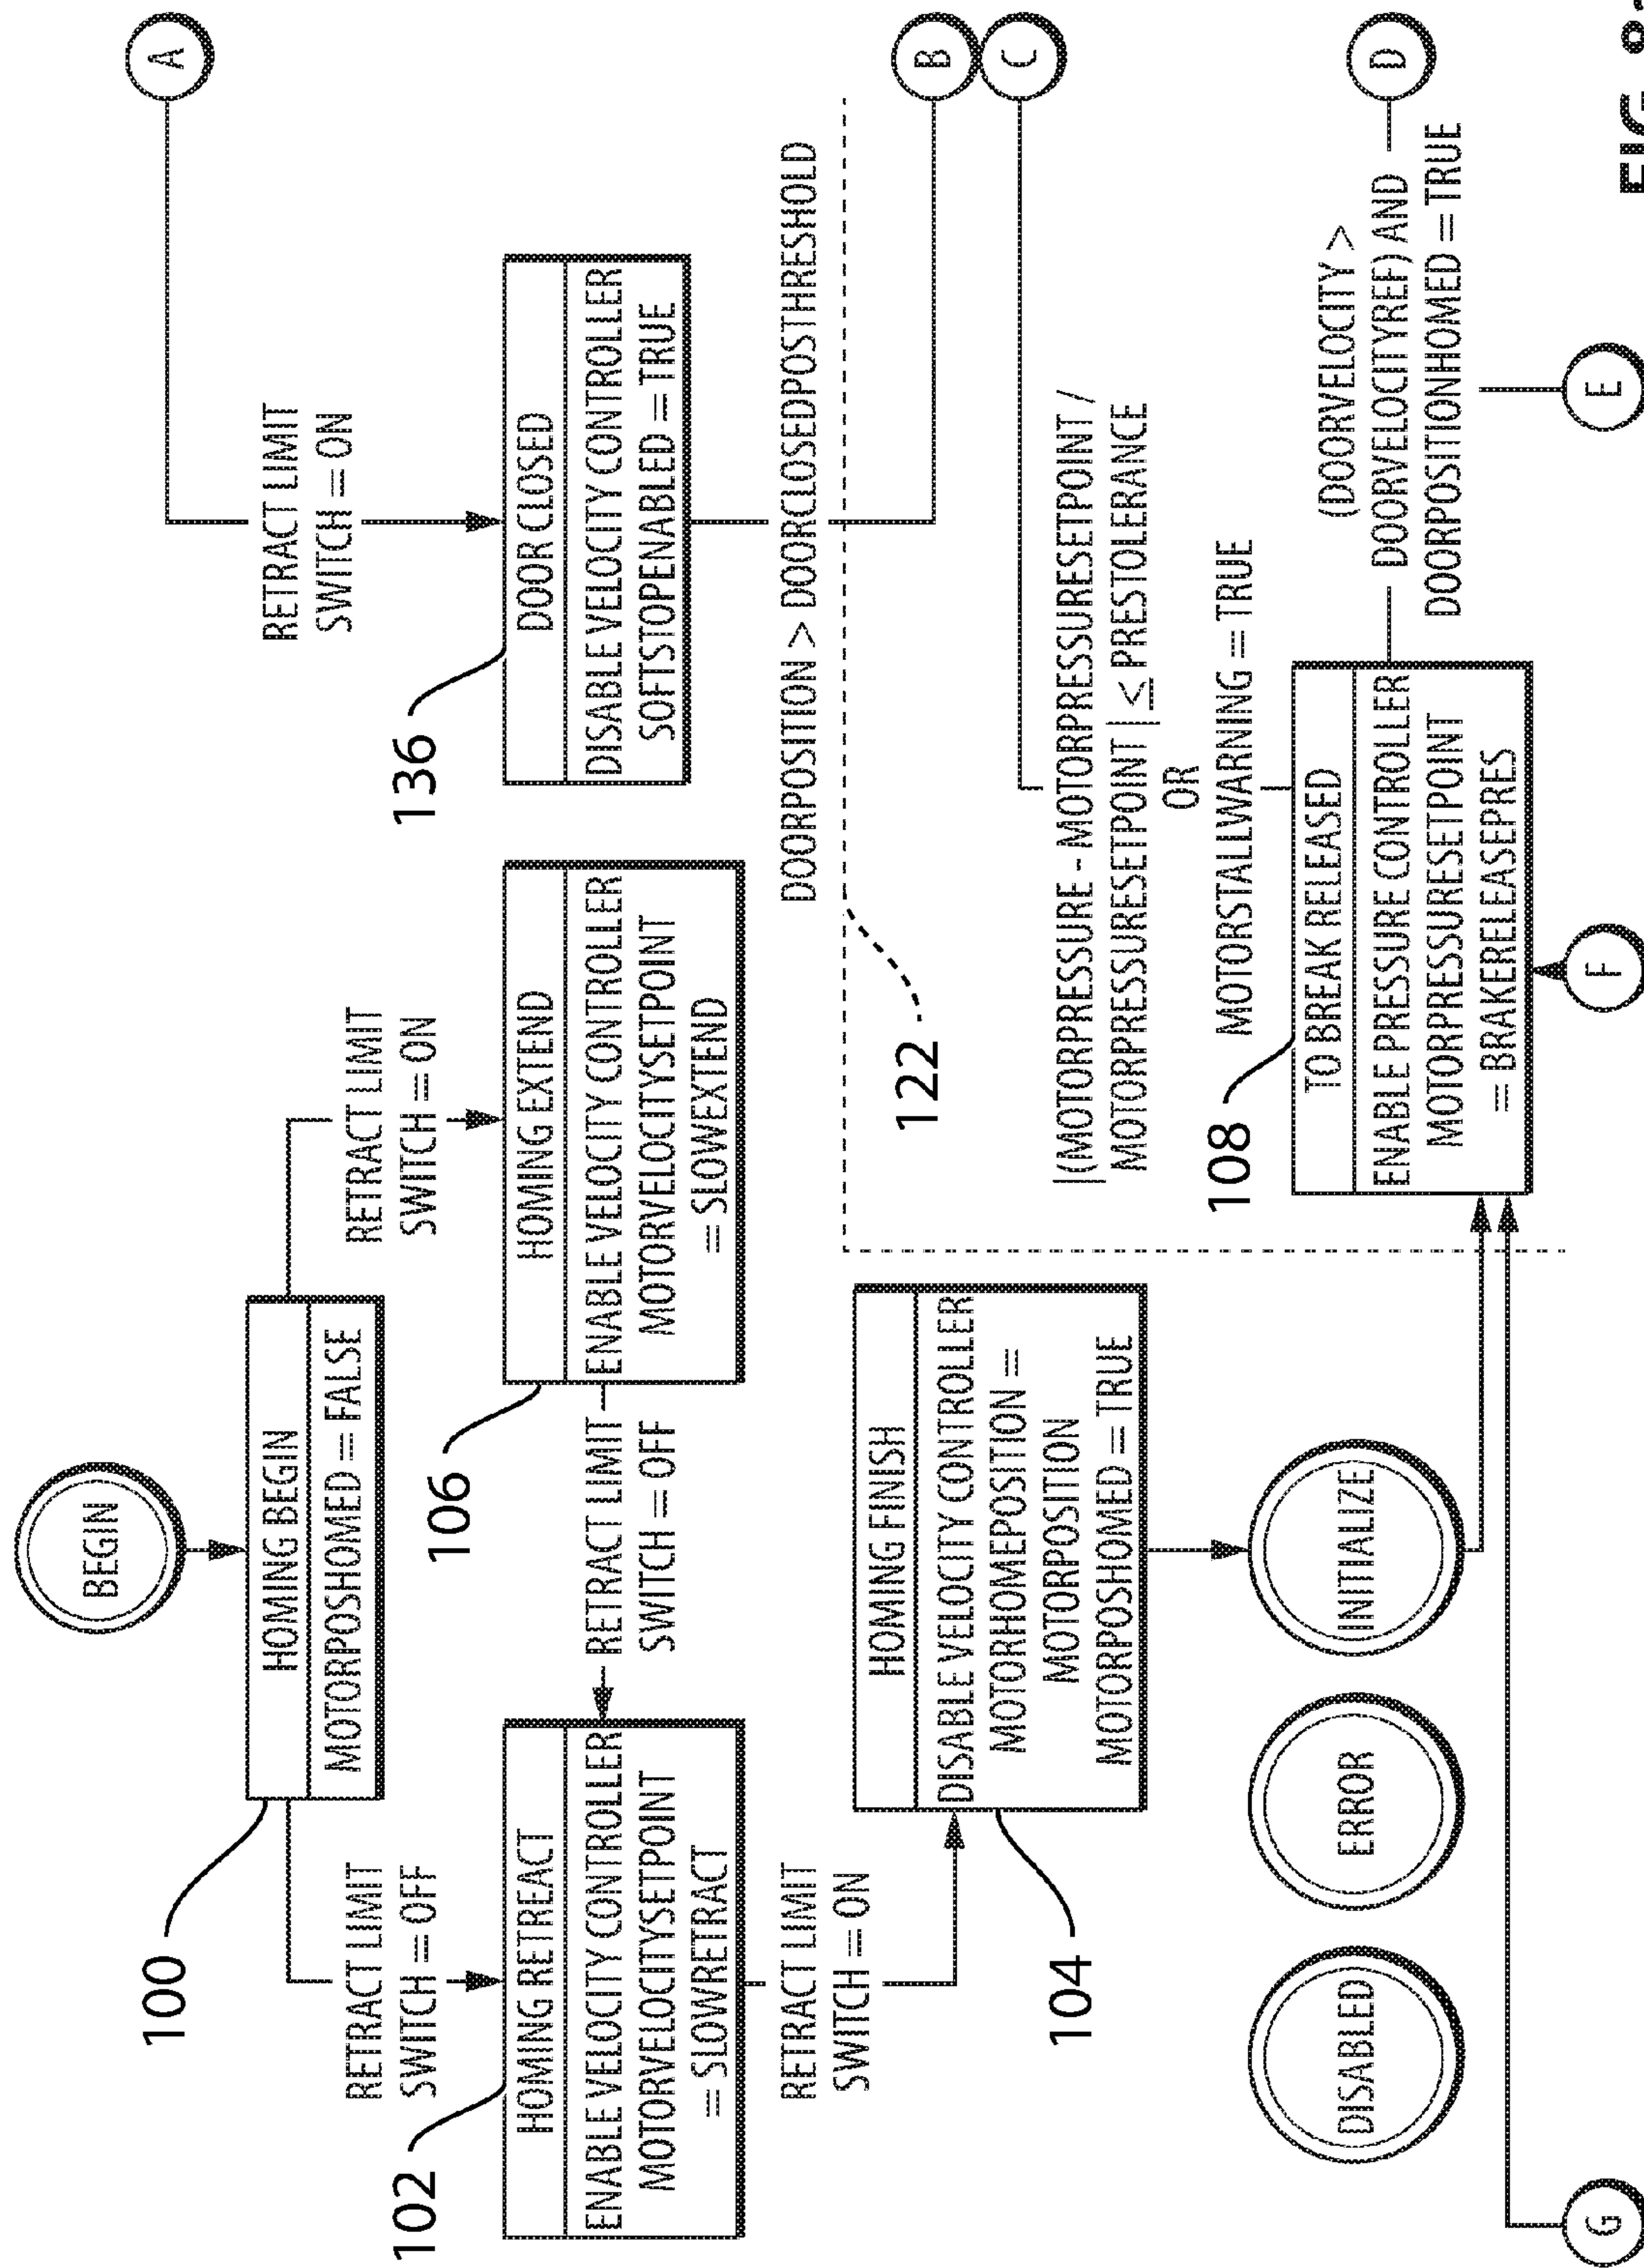 BEGIN
100
HOMING BEGIN
MOTORPOSHOMED = FALSE
RETRACT LIMIT
SWITCH = OFF
RETRACT LIMIT
SWITCH = ON
102
HOMING RETREACT
ENABLE VELOCITY CONTROLLER
MOTORVELOCITYSETPOINT
= SLOWRETRACT
RETRACT LIMIT
SWITCH = OFF
106
HOMING EXTEND
ENABLE VELOCITY CONTROLLER
MOTORVELOCITYSETPOINT
= SLOWEXTEND
A
RETRACT LIMIT
SWITCH = ON
136
DOOR CLOSED
DISABLE VELOCITY CONTROLLER
SOFTSTOPENABLED = TRUE
DOORPOSITION > DOORCLOSEDPOSTHRESHOLD
B
RETRACT LIMIT
SWITCH = ON
104
HOMING FINISH
DISABLE VELOCITY CONTROLLER
MOTORHOMEPOSITION =
MOTORPOSITION
MOTORPOSHOMED = TRUE
122
C
|(MOTORPRESSURE - MOTORPRESSURESETPOINT /
MOTORPRESSURESETPOINT | ≤ PRESTOLERANCE
OR
MOTORSTALLWARNING = TRUE
DISABLED
ERROR
INITIALIZE
108
TO BREAK RELEASED
ENABLE PRESSURE CONTROLLER
MOTORPRESSURESETPOINT
= BRAKERELEASEPRES
(DOORVELOCITY >
DOORVELOCITYREF) AND
DOORPOSITIONHOMED = TRUE
D
G
F
E